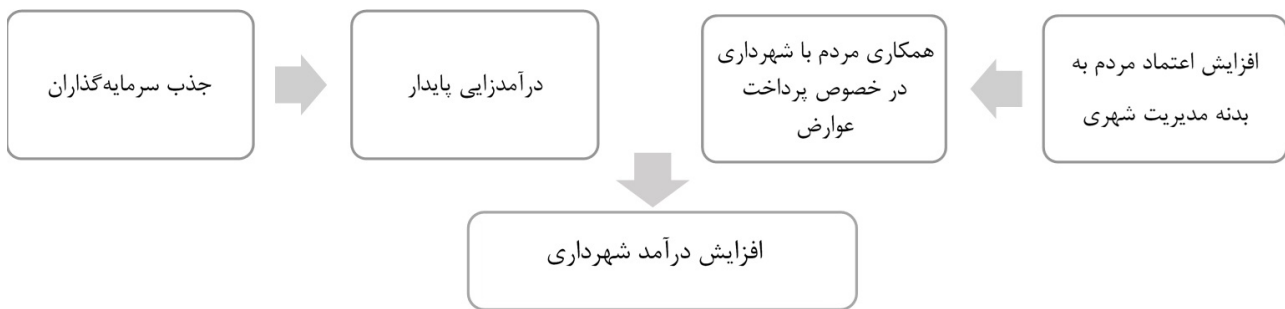 افزایش اعتماد مردم به
بدنه مدیریت شهری
همکاری مردم با شهرداری
در خصوص پرداخت
عوارض
درآمدزایی پایدار
جذب سرمایه‌گذاران
افزایش درآمد شهرداری